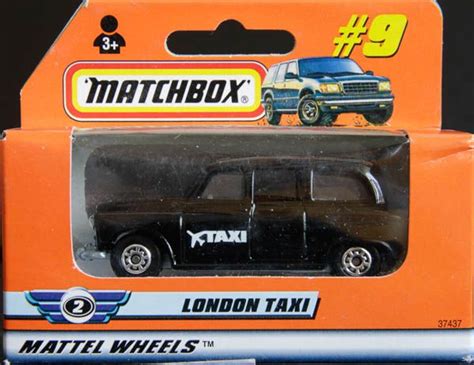 3+
#9
MATCHBOX
TAXI
2
LONDON TAXI
37437
MATTEL WHEELS™